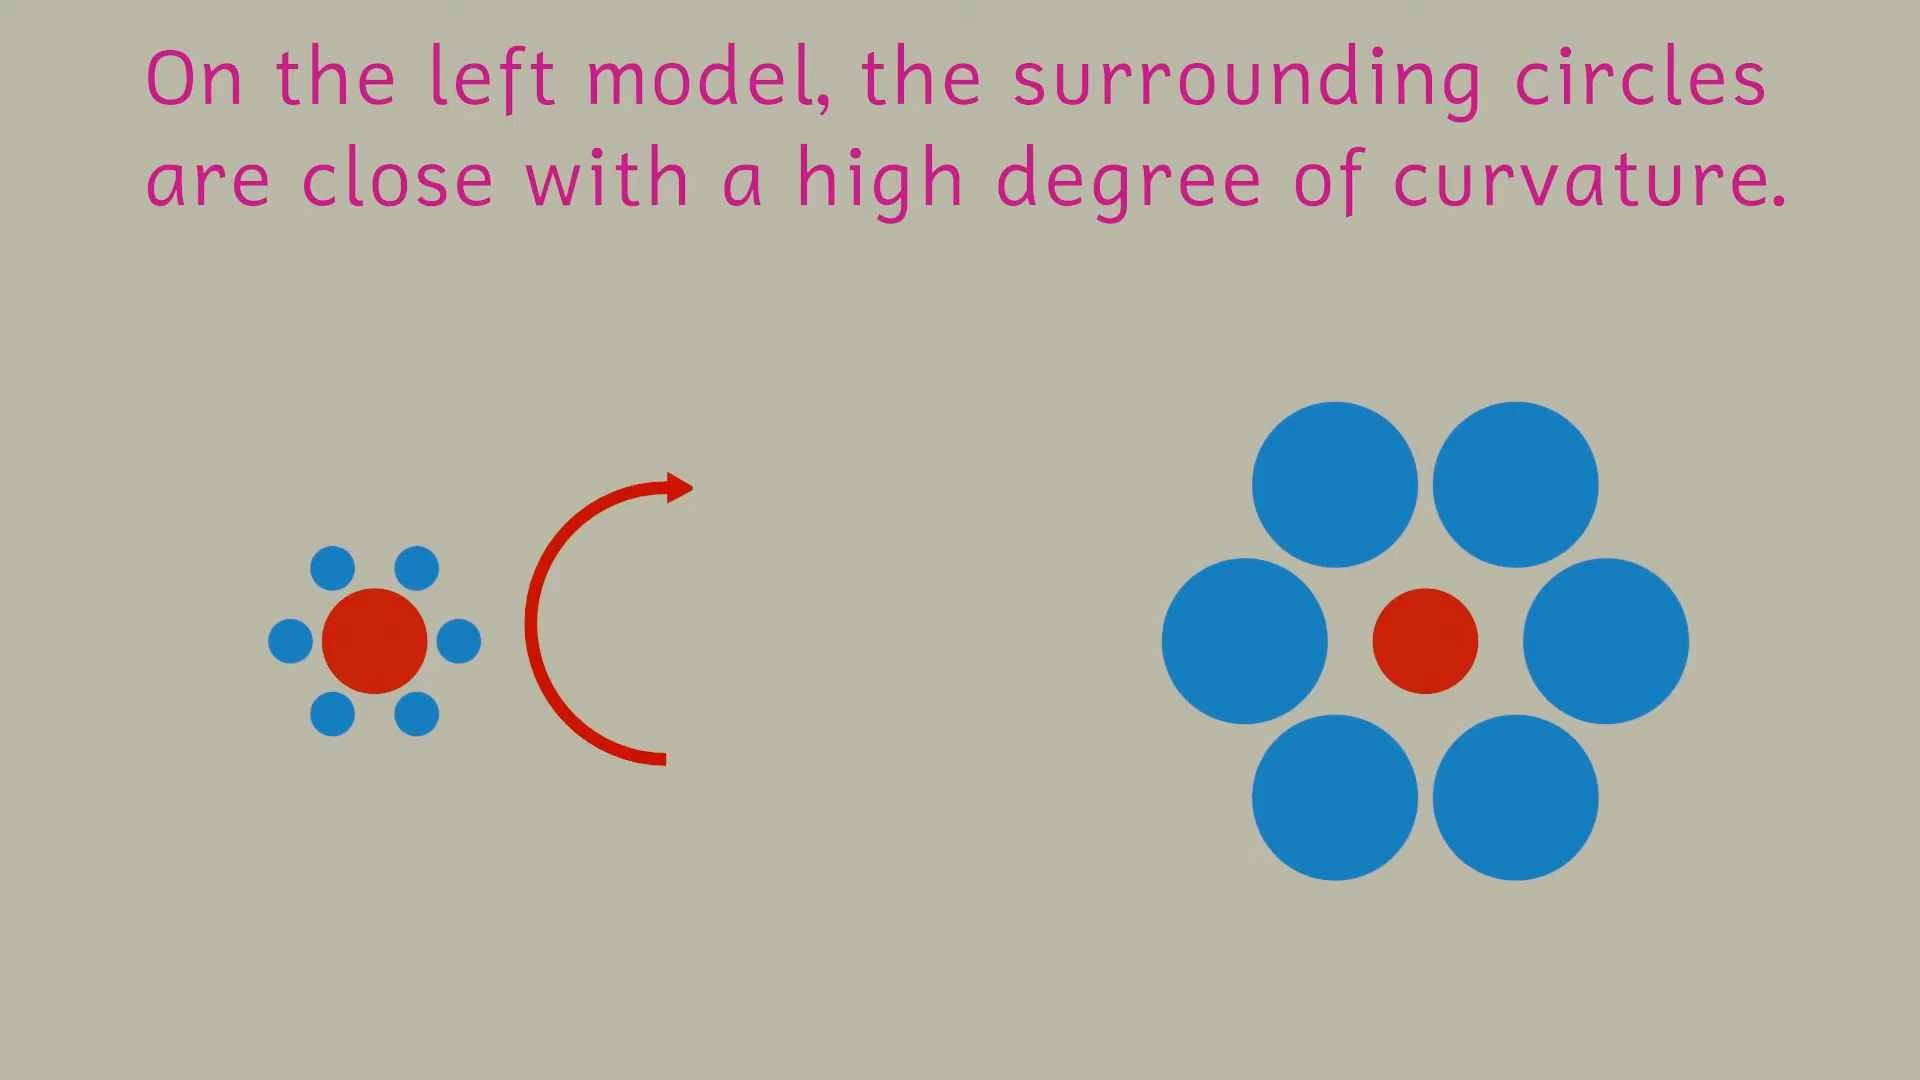 On the left model, the surrounding circles
are close with a high degree of curvature.